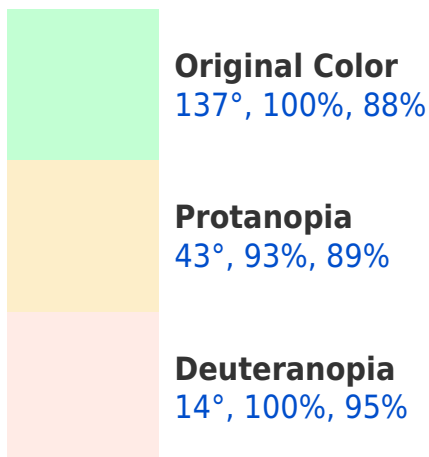 Original Color
137°, 100%, 88%
Protanopia
43°, 93%, 89%
Deuteranopia
14°, 100%, 95%